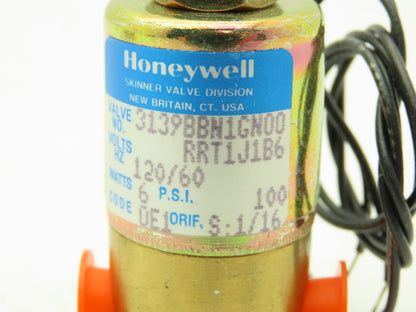 Honeywell
SKINNER VALVE DIVISION
NEW BRITAIN, CT. USA
VALVE NO. 3139BBN1GN00
RRT1J1B6
VOLTS HZ 120/60
WATTS 6 P.S.I. 100
CODE UE1 ORIF. S:1/16